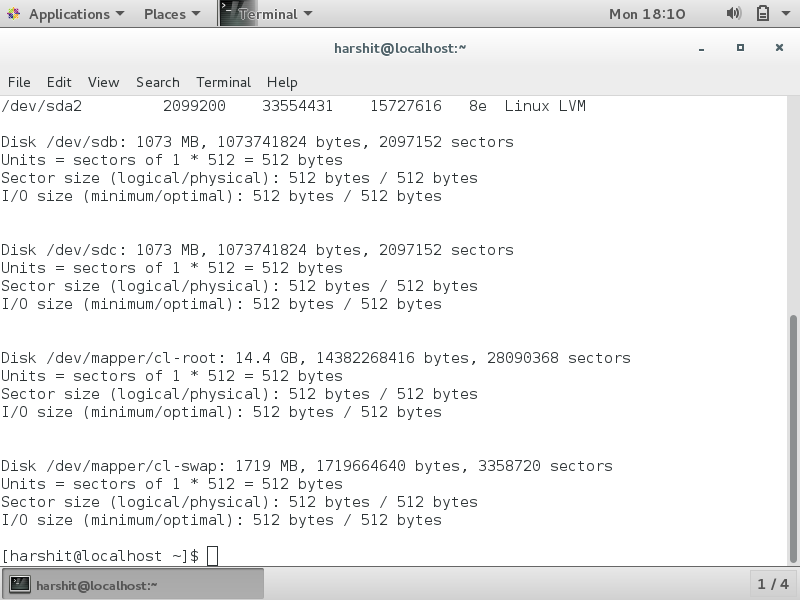 Applications Places Terminal Mon 18:10
harshit@localhost:~
File Edit View Search Terminal Help
/dev/sda2         2099200    33554431    15727616   8e  Linux LVM
Disk /dev/sdb: 1073 MB, 1073741824 bytes, 2097152 sectors
Units = sectors of 1 * 512 = 512 bytes
Sector size (logical/physical): 512 bytes / 512 bytes
I/O size (minimum/optimal): 512 bytes / 512 bytes
Disk /dev/sdc: 1073 MB, 1073741824 bytes, 2097152 sectors
Units = sectors of 1 * 512 = 512 bytes
Sector size (logical/physical): 512 bytes / 512 bytes
I/O size (minimum/optimal): 512 bytes / 512 bytes
Disk /dev/mapper/cl-root: 14.4 GB, 14382268416 bytes, 28090368 sectors
Units = sectors of 1 * 512 = 512 bytes
Sector size (logical/physical): 512 bytes / 512 bytes
I/O size (minimum/optimal): 512 bytes / 512 bytes
Disk /dev/mapper/cl-swap: 1719 MB, 1719664640 bytes, 3358720 sectors
Units = sectors of 1 * 512 = 512 bytes
Sector size (logical/physical): 512 bytes / 512 bytes
I/O size (minimum/optimal): 512 bytes / 512 bytes
[harshit@localhost ~]$
harshit@localhost:~ 1 / 4